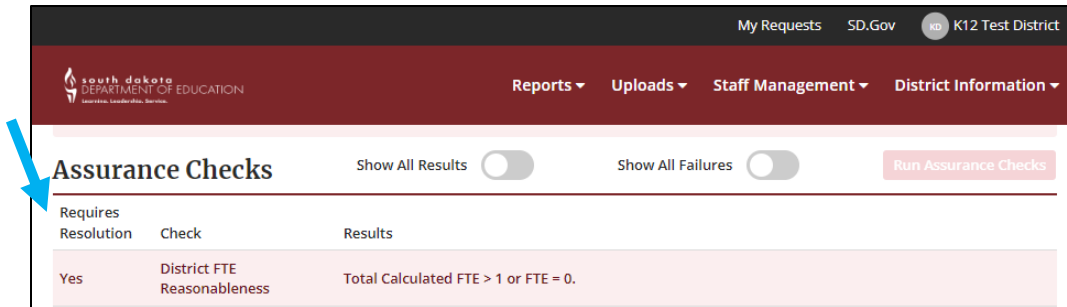 My Requests SD.Gov KD K12 Test District
south dakota
DEPARTMENT OF EDUCATION
Learning. Leadership. Service.
Reports Uploads Staff Management District Information
Assurance Checks Show All Results Show All Failures Run Assurance Checks
Requires
Resolution Check Results
Yes District FTE
Reasonableness Total Calculated FTE > 1 or FTE = 0.